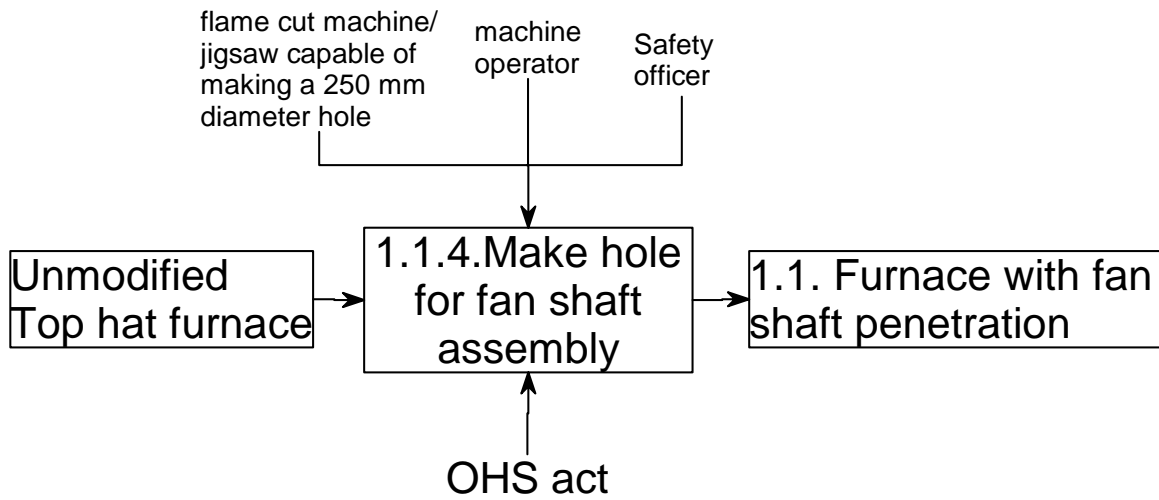 flame cut machine/
jigsaw capable of
making a 250 mm
diameter hole
machine
operator
Safety
officer
Unmodified
Top hat furnace
1.1.4.Make hole
for fan shaft
assembly
1.1. Furnace with fan
shaft penetration
OHS act